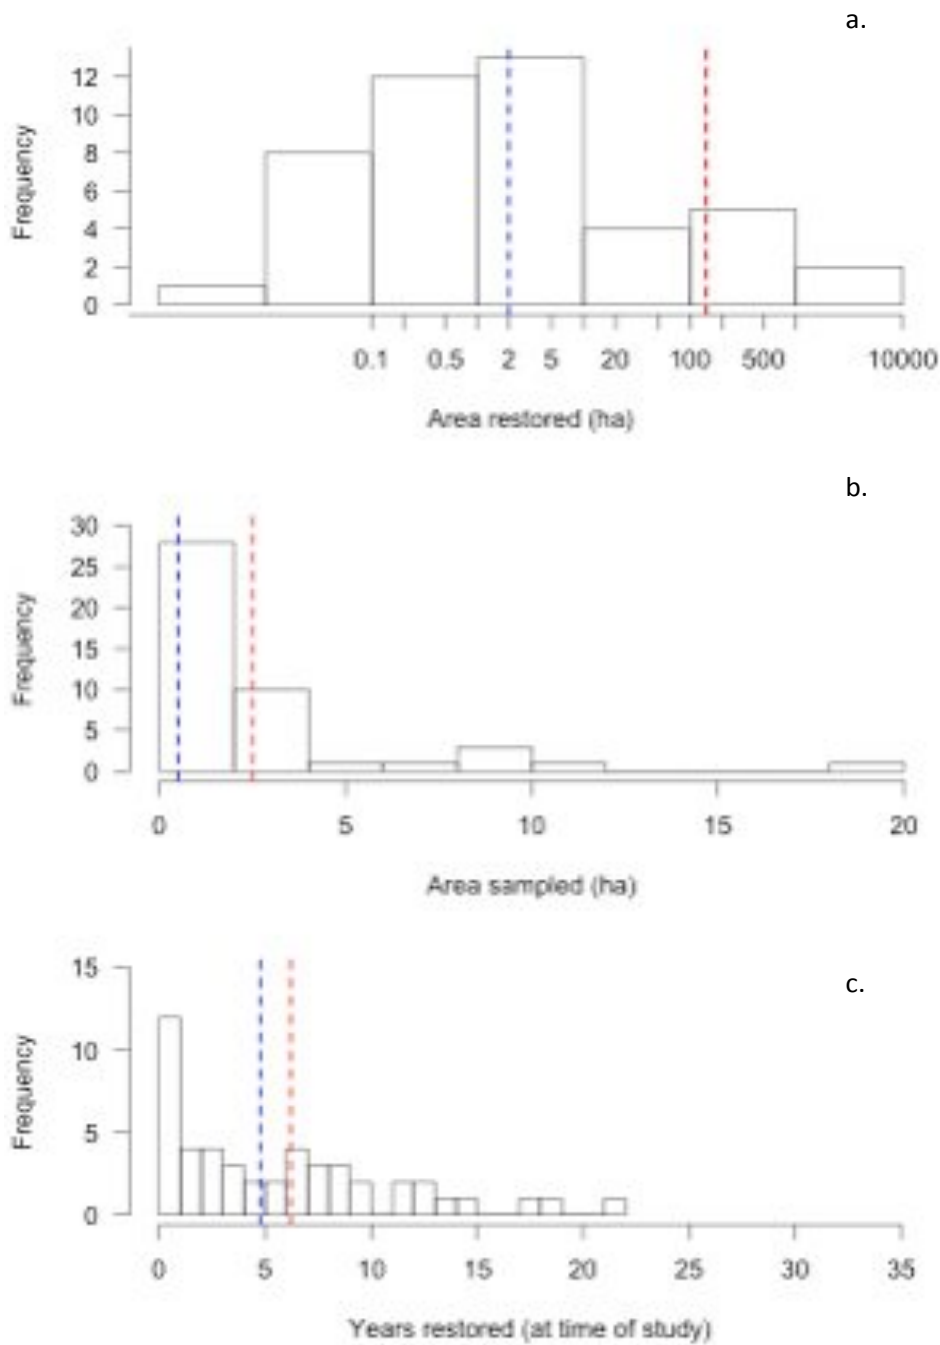 a.
12
10
8
6
4
2
0
Frequency
0.1 0.5 2 5 20 100 500 10000
Area restored (ha)
b.
30
25
20
15
10
5
0
Frequency
0 5 10 15 20
Area sampled (ha)
c.
15
10
5
0
Frequency
0 5 10 15 20 25 30 35
Years restored (at time of study)